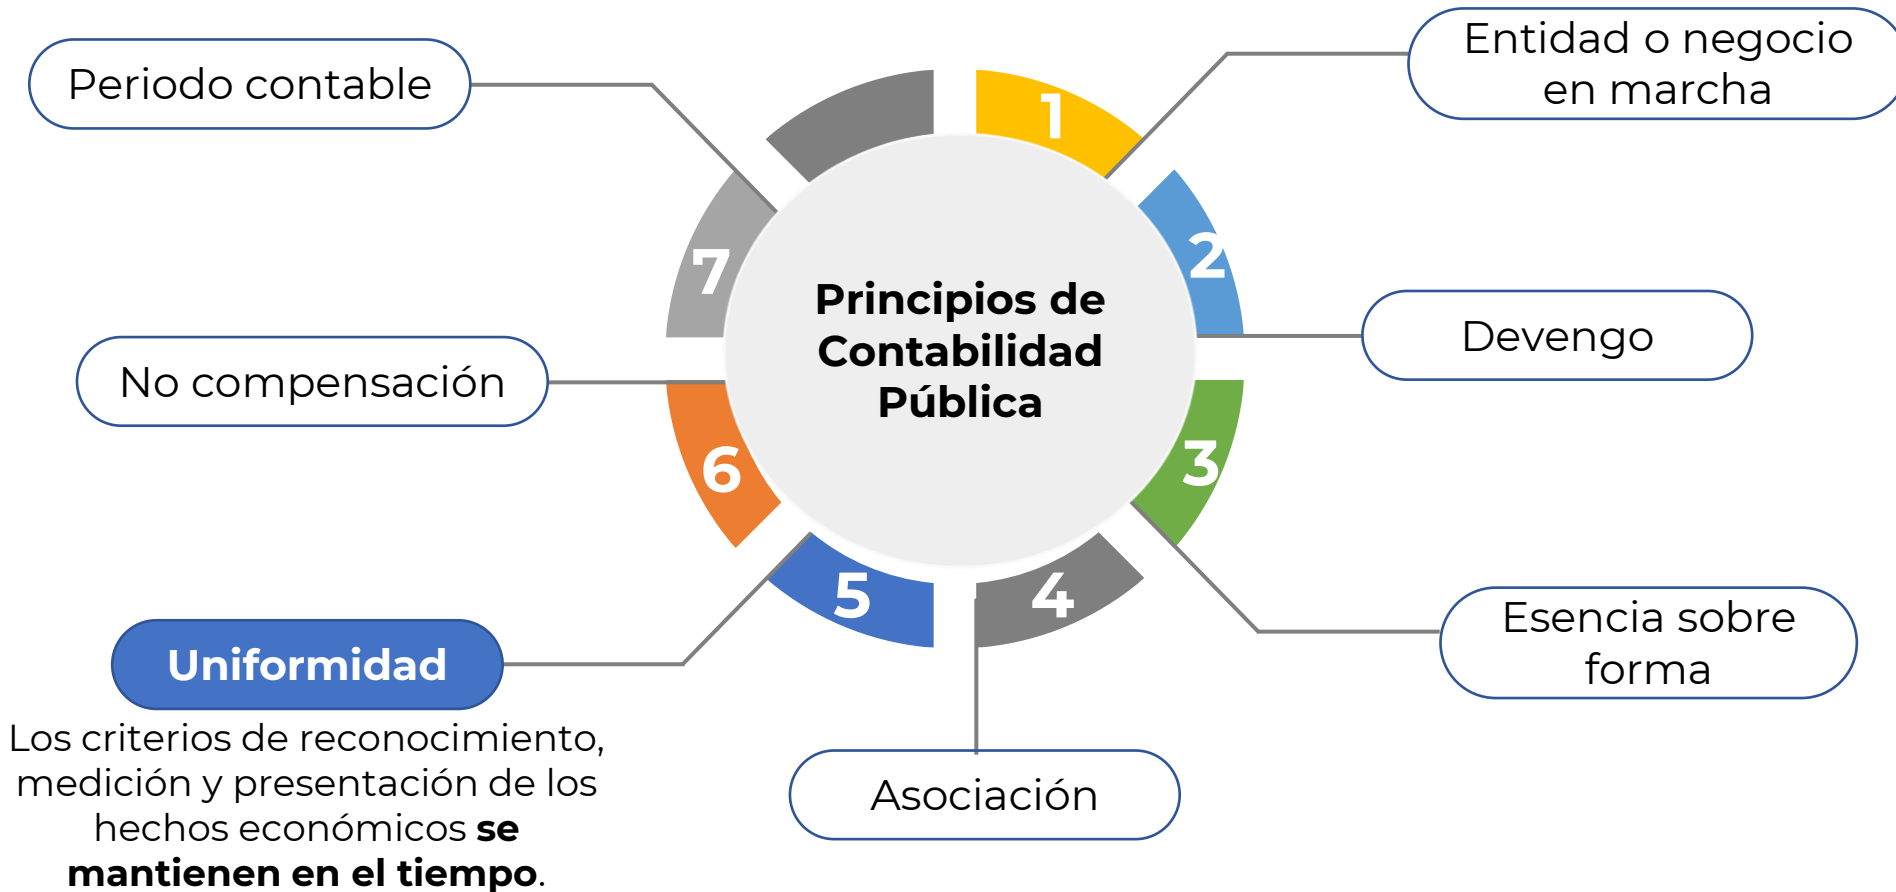 Principios de
Contabilidad
Pública
1
Entidad o negocio
en marcha
2
Devengo
3
Esencia sobre
forma
4
Asociación
5
Uniformidad
Los criterios de reconocimiento,
medición y presentación de los
hechos económicos se
mantienen en el tiempo.
6
No compensación
7
Periodo contable